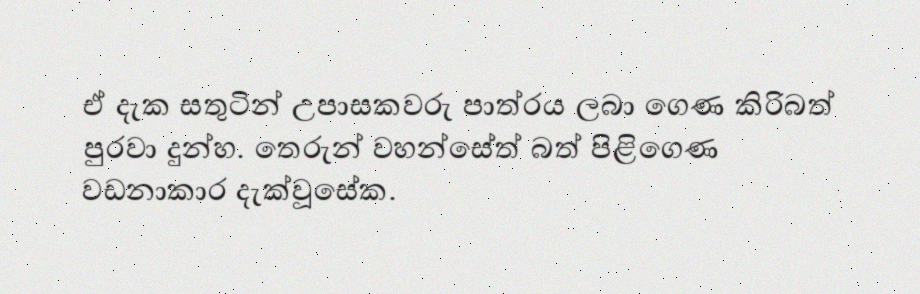 ඒ දැක සතුටින් උපාසකවරු පාත්රය ලබා ගෙණ කිරිබත්
පුරවා දුන්හ. තෙරුන් වහන්සේත් බත් පිළිගෙණ
වඩනාකාර දැක්වූසේක.